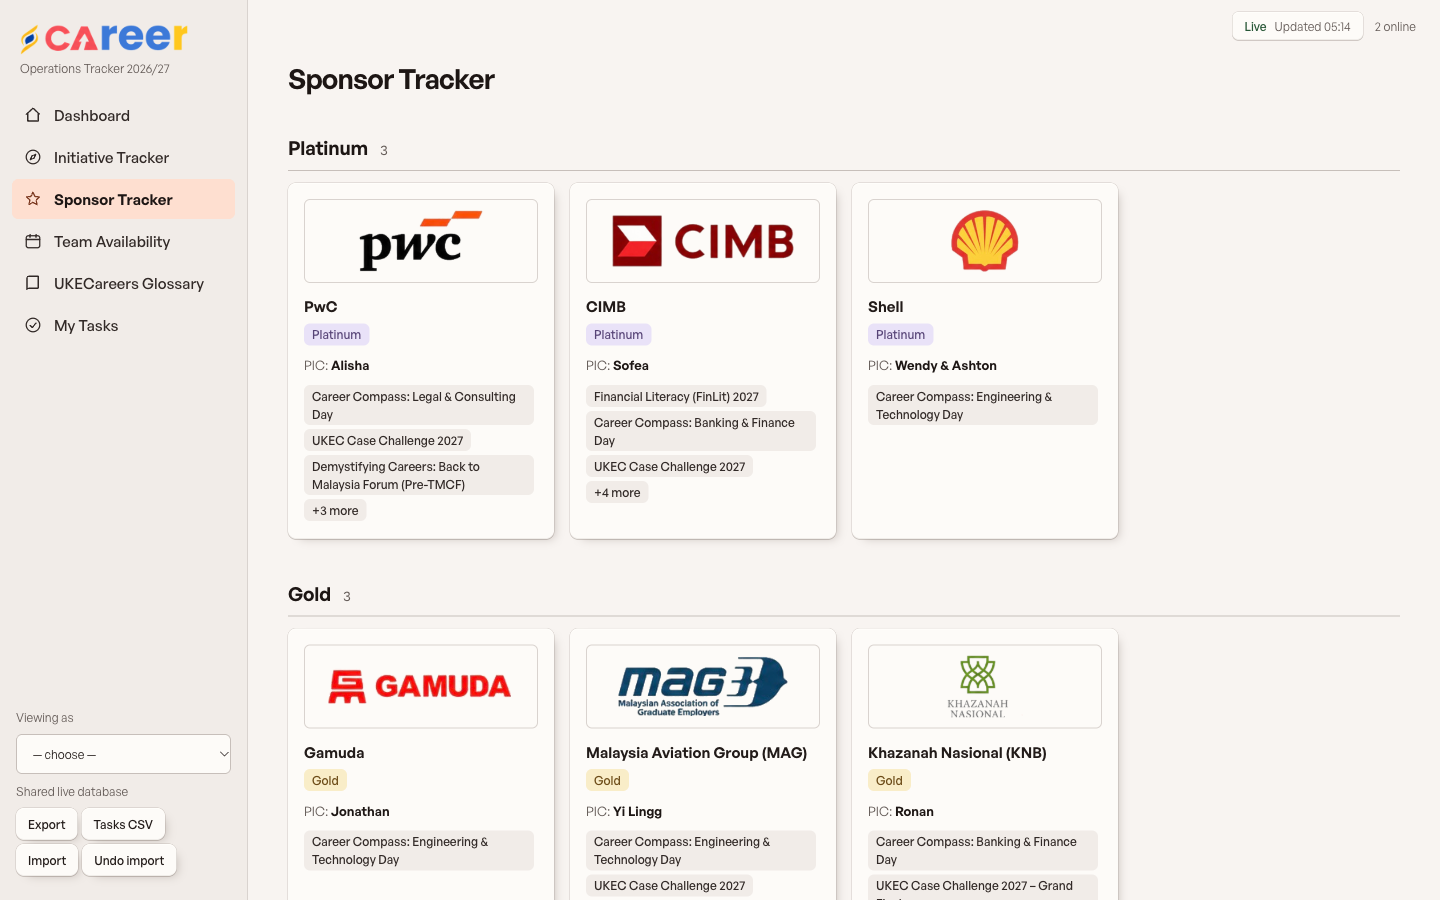 career
Operations Tracker 2026/27
Dashboard
Initiative Tracker
Sponsor Tracker
Team Availability
UKECareers Glossary
My Tasks
Viewing as
— choose —
Shared live database
Export
Tasks CSV
Import
Undo import
Live Updated 05:14
2 online
Sponsor Tracker
Platinum 3
pwc
PwC
Platinum
PIC: Alisha
Career Compass: Legal & Consulting
Day
UKEC Case Challenge 2027
Demystifying Careers: Back to
Malaysia Forum (Pre-TMCF)
+3 more
CIMB
CIMB
Platinum
PIC: Sofea
Financial Literacy (FinLit) 2027
Career Compass: Banking & Finance
Day
UKEC Case Challenge 2027
+4 more
Shell
Platinum
PIC: Wendy & Ashton
Career Compass: Engineering &
Technology Day
Gold 3
GAMUDA
Gamuda
Gold
PIC: Jonathan
Career Compass: Engineering &
Technology Day
mag
Malaysian Association of
Graduate Employers
Malaysia Aviation Group (MAG)
Gold
PIC: Yi Lingg
Career Compass: Engineering &
Technology Day
UKEC Case Challenge 2027
KHAZANAH
NASIONAL
Khazanah Nasional (KNB)
Gold
PIC: Ronan
Career Compass: Banking & Finance
Day
UKEC Case Challenge 2027 – Grand